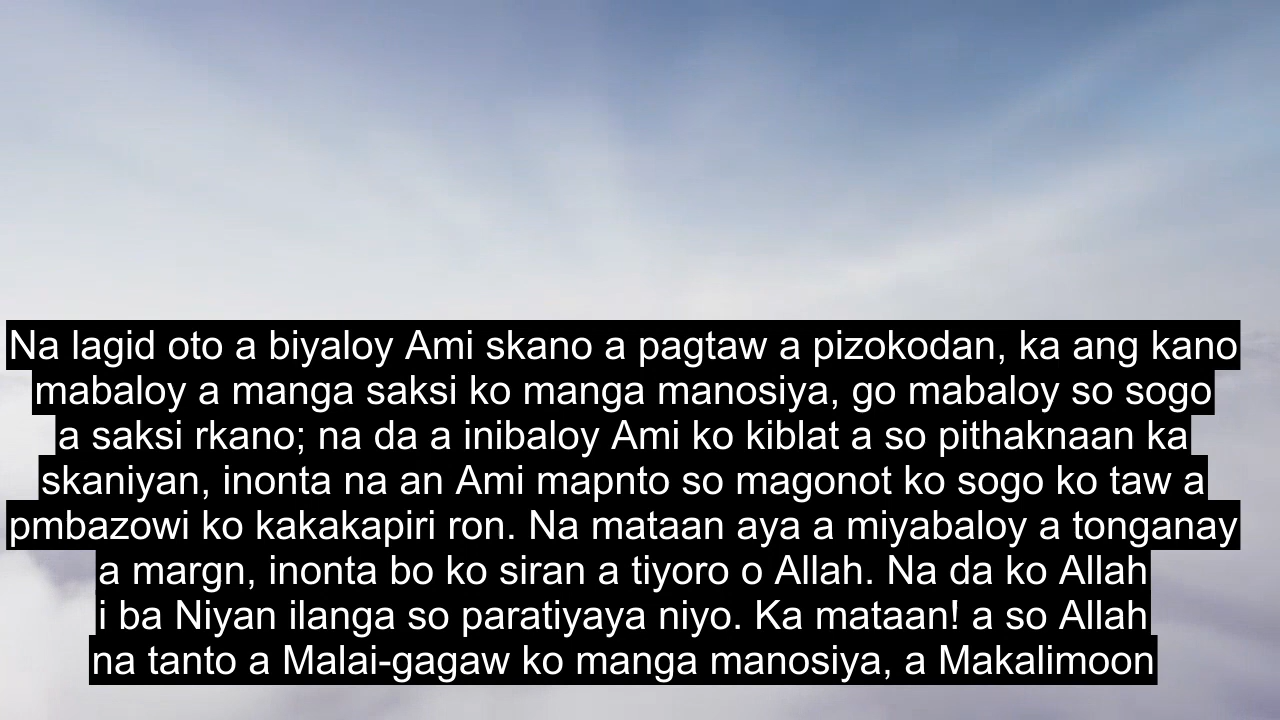 Na lagid oto a biyaloy Ami skano a pagtaw a pizokodan, ka ang kano
mabaloy a manga saksi ko manga manosiya, go mabaloy so sogo
a saksi rkano; na da a inibaloy Ami ko kiblat a so pithaknaan ka
skaniyan, inonta na an Ami mapnto so magonot ko sogo ko taw a
pmbazowi ko kakakapiri ron. Na mataan aya a miyabaloy a tonganay
a margn, inonta bo ko siran a tiyoro o Allah. Na da ko Allah
i ba Niyan ilanga so paratiyaya niyo. Ka mataan! a so Allah
na tanto a Malai-gagaw ko manga manosiya, a Makalimoon